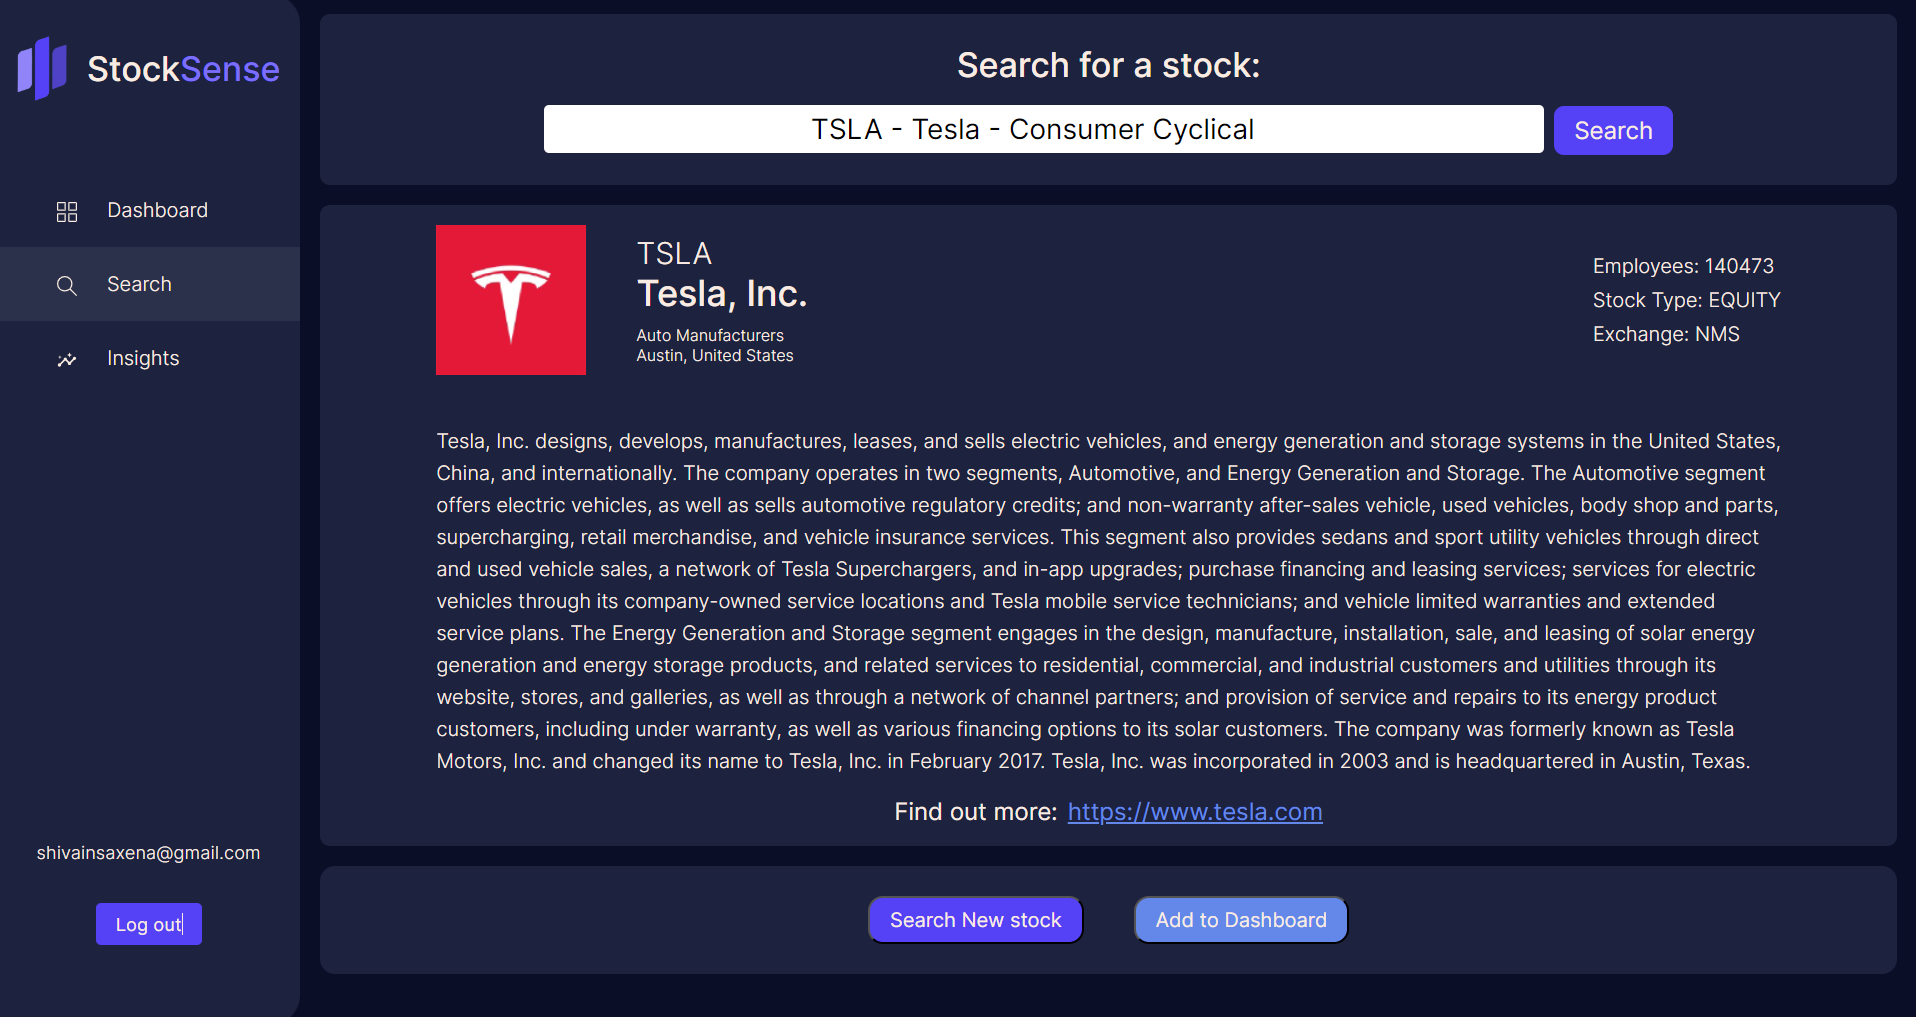 StockSense
Dashboard
Search
Insights
shivainsaxena@gmail.com
Log out
Search for a stock:
TSLA - Tesla - Consumer Cyclical
Search
TSLA
Tesla, Inc.
Auto Manufacturers
Austin, United States
Employees: 140473
Stock Type: EQUITY
Exchange: NMS
Tesla, Inc. designs, develops, manufactures, leases, and sells electric vehicles, and energy generation and storage systems in the United States,
China, and internationally. The company operates in two segments, Automotive, and Energy Generation and Storage. The Automotive segment
offers electric vehicles, as well as sells automotive regulatory credits; and non-warranty after-sales vehicle, used vehicles, body shop and parts,
supercharging, retail merchandise, and vehicle insurance services. This segment also provides sedans and sport utility vehicles through direct
and used vehicle sales, a network of Tesla Superchargers, and in-app upgrades; purchase financing and leasing services; services for electric
vehicles through its company-owned service locations and Tesla mobile service technicians; and vehicle limited warranties and extended
service plans. The Energy Generation and Storage segment engages in the design, manufacture, installation, sale, and leasing of solar energy
generation and energy storage products, and related services to residential, commercial, and industrial customers and utilities through its
website, stores, and galleries, as well as through a network of channel partners; and provision of service and repairs to its energy product
customers, including under warranty, as well as various financing options to its solar customers. The company was formerly known as Tesla
Motors, Inc. and changed its name to Tesla, Inc. in February 2017. Tesla, Inc. was incorporated in 2003 and is headquartered in Austin, Texas.
Find out more: https://www.tesla.com
Search New stock
Add to Dashboard